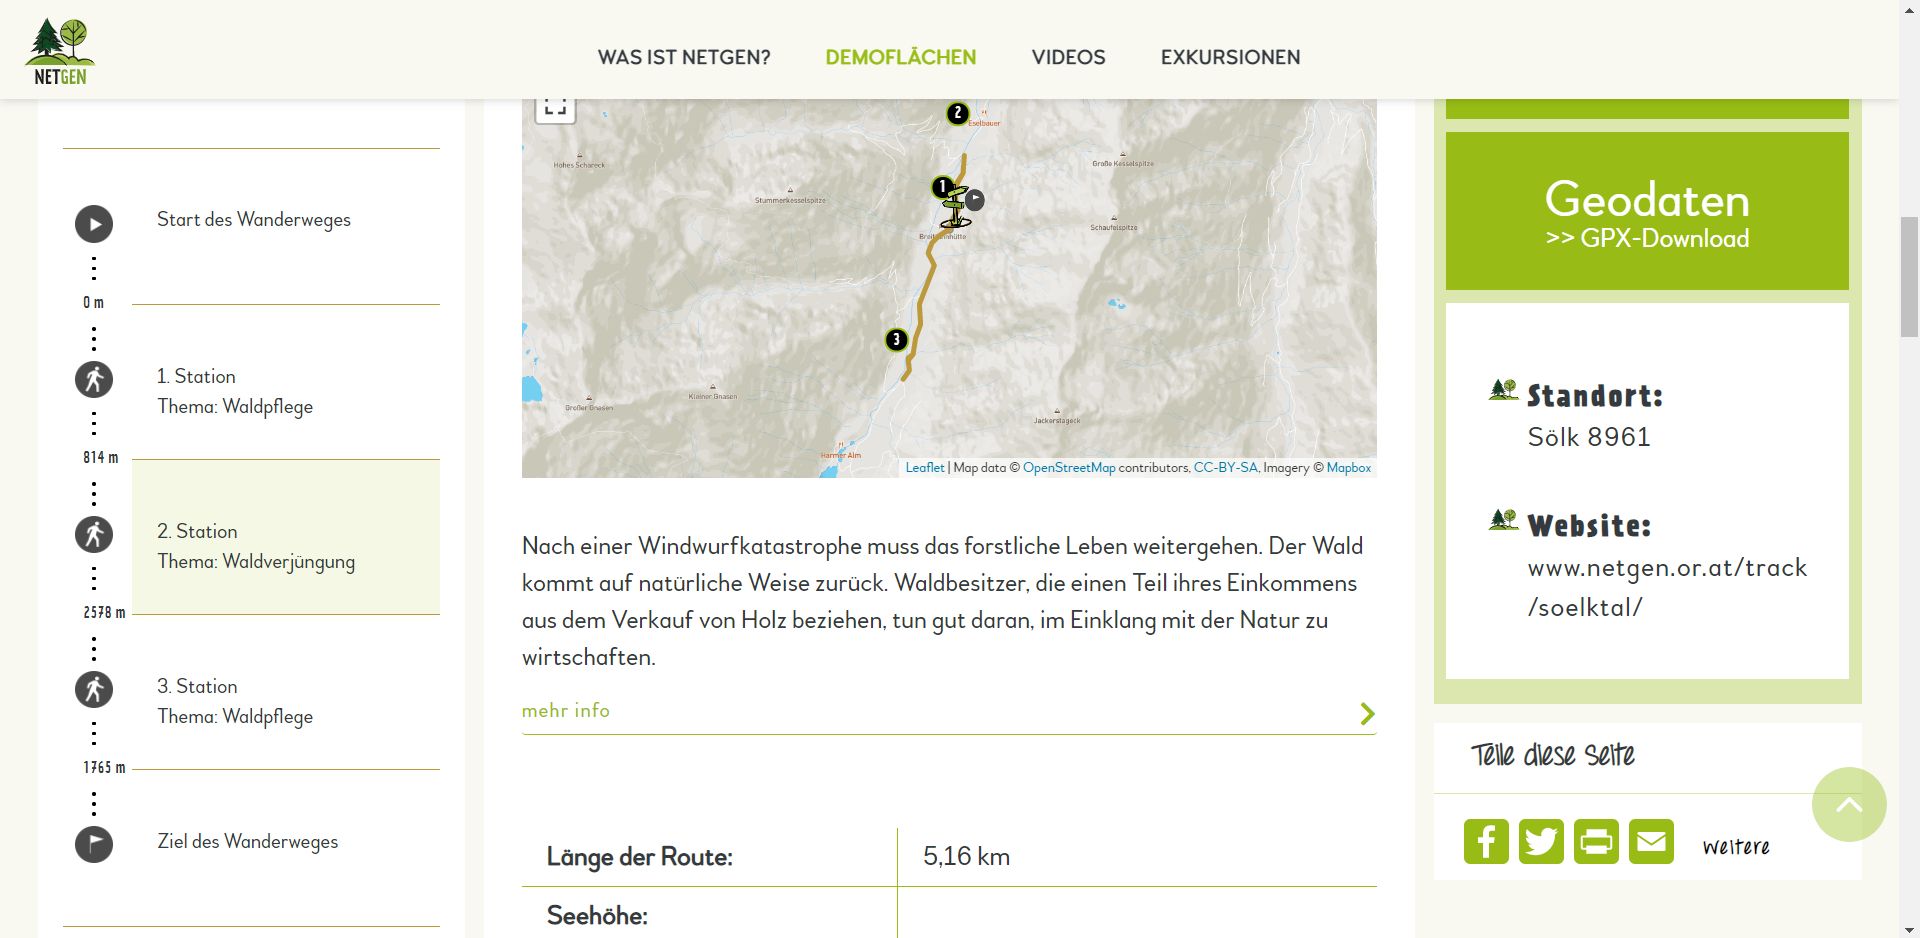 NETGEN
WAS IST NETGEN?
DEMOFLÄCHEN
VIDEOS
EXKURSIONEN
Start des Wanderweges
0 m
1. Station
Thema: Waldpflege
814 m
2. Station
Thema: Waldverjüngung
2578 m
3. Station
Thema: Waldpflege
1765 m
Ziel des Wanderweges
2
Eselbauer
Hohes Schareck
Große Kesselspitze
1
Stummerkesselspitze
Schaufelspitze
3
Kleiner Gnasen
Großer Gnasen
Jackerstageck
Harmer Alm
Leaflet | Map data © OpenStreetMap contributors, CC-BY-SA, Imagery © Mapbox
Nach einer Windwurfkatastrophe muss das forstliche Leben weitergehen. Der Wald
kommt auf natürliche Weise zurück. Waldbesitzer, die einen Teil ihres Einkommens
aus dem Verkauf von Holz beziehen, tun gut daran, im Einklang mit der Natur zu
wirtschaften.
mehr info
Länge der Route:
5,16 km
Seehöhe:
Geodaten
>> GPX-Download
Standort:
Sölk 8961
Website:
www.netgen.or.at/track
/soelktal/
Teile diese Seite
weitere